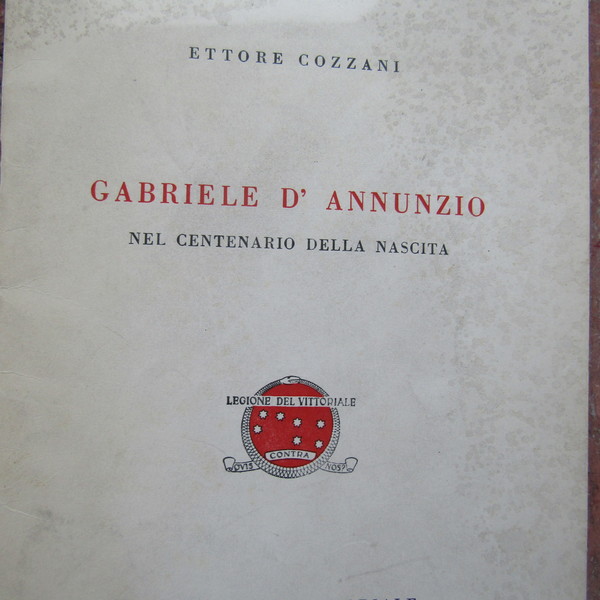 ETTORE COZZANI
GABRIELE D' ANNUNZIO
NEL CENTENARIO DELLA NASCITA
LEGIONE DEL VITTORIALE
CONTRA
QVIS NOS?